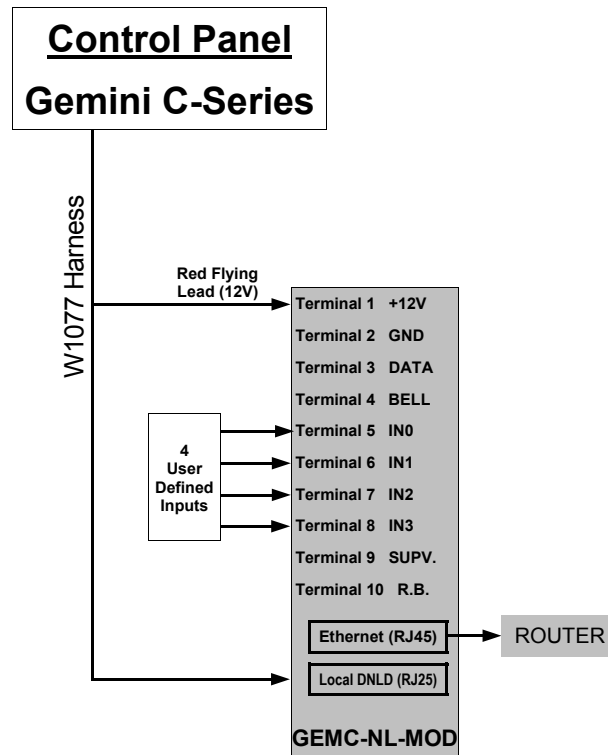 Control Panel
Gemini C-Series
W1077 Harness
Red Flying
Lead (12V)
Terminal 1 +12V
Terminal 2 GND
Terminal 3 DATA
Terminal 4 BELL
Terminal 5 IN0
Terminal 6 IN1
Terminal 7 IN2
Terminal 8 IN3
Terminal 9 SUPV.
Terminal 10 R.B.
4
User
Defined
Inputs
Ethernet (RJ45)
ROUTER
Local DNLD (RJ25)
GEMC-NL-MOD